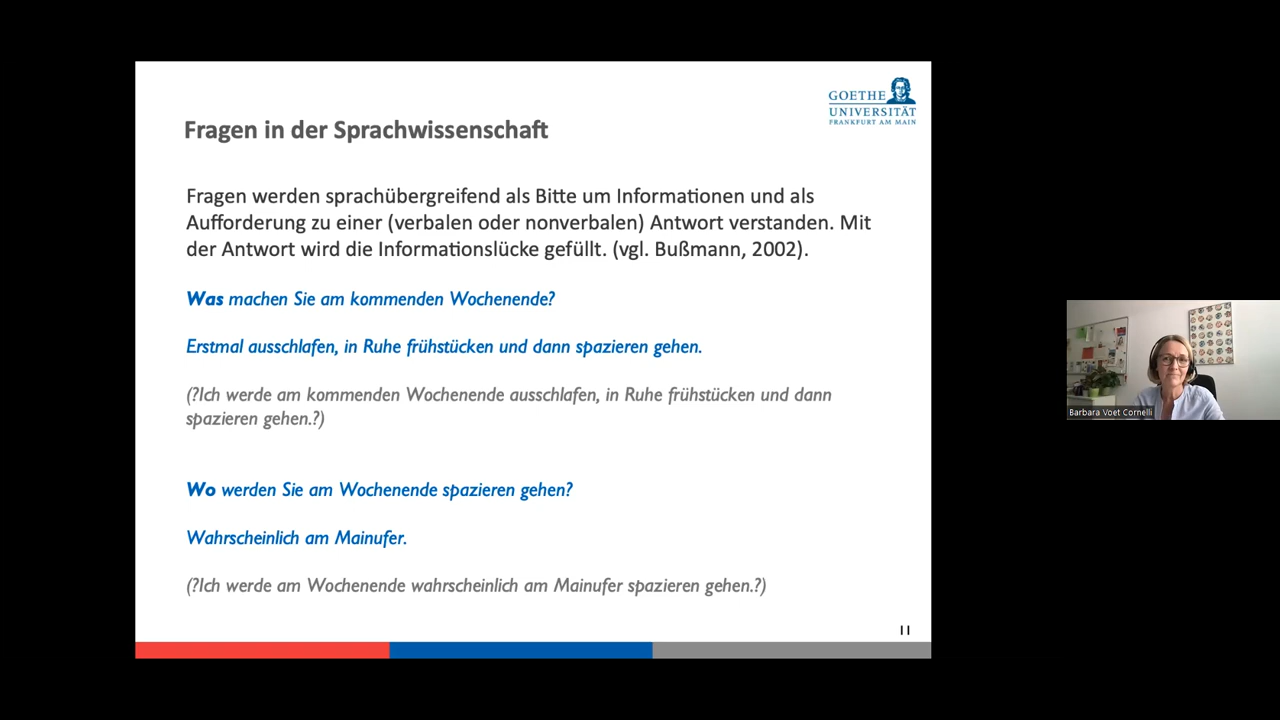 GOETHE
UNIVERSITÄT
FRANKFURT AM MAIN
Fragen in der Sprachwissenschaft
Fragen werden sprachübergreifend als Bitte um Informationen und als
Aufforderung zu einer (verbalen oder nonverbalen) Antwort verstanden. Mit
der Antwort wird die Informationslücke gefüllt. (vgl. Bußmann, 2002).
Was machen Sie am kommenden Wochenende?
Erstmal ausschlafen, in Ruhe frühstücken und dann spazieren gehen.
(?Ich werde am kommenden Wochenende ausschlafen, in Ruhe frühstücken und dann
spazieren gehen.?)
Wo werden Sie am Wochenende spazieren gehen?
Wahrscheinlich am Mainufer.
(?Ich werde am Wochenende wahrscheinlich am Mainufer spazieren gehen.?)
11
Barbara Voet Cornelli